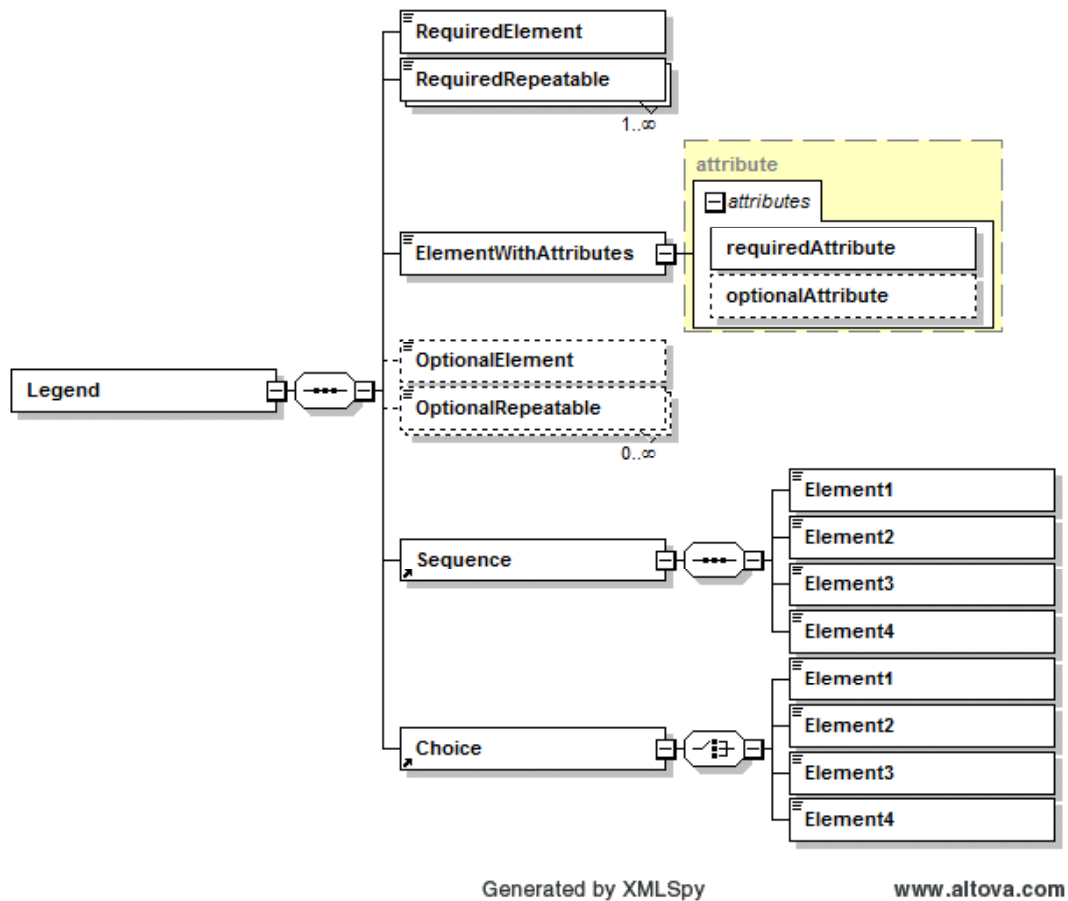 RequiredElement
RequiredRepeatable
1..∞
attribute
attributes
ElementWithAttributes
requiredAttribute
optionalAttribute
OptionalElement
Legend
OptionalRepeatable
0..∞
Sequence
Element1
Element2
Element3
Element4
Choice
Element1
Element2
Element3
Element4
Generated by XMLSpy
www.altova.com